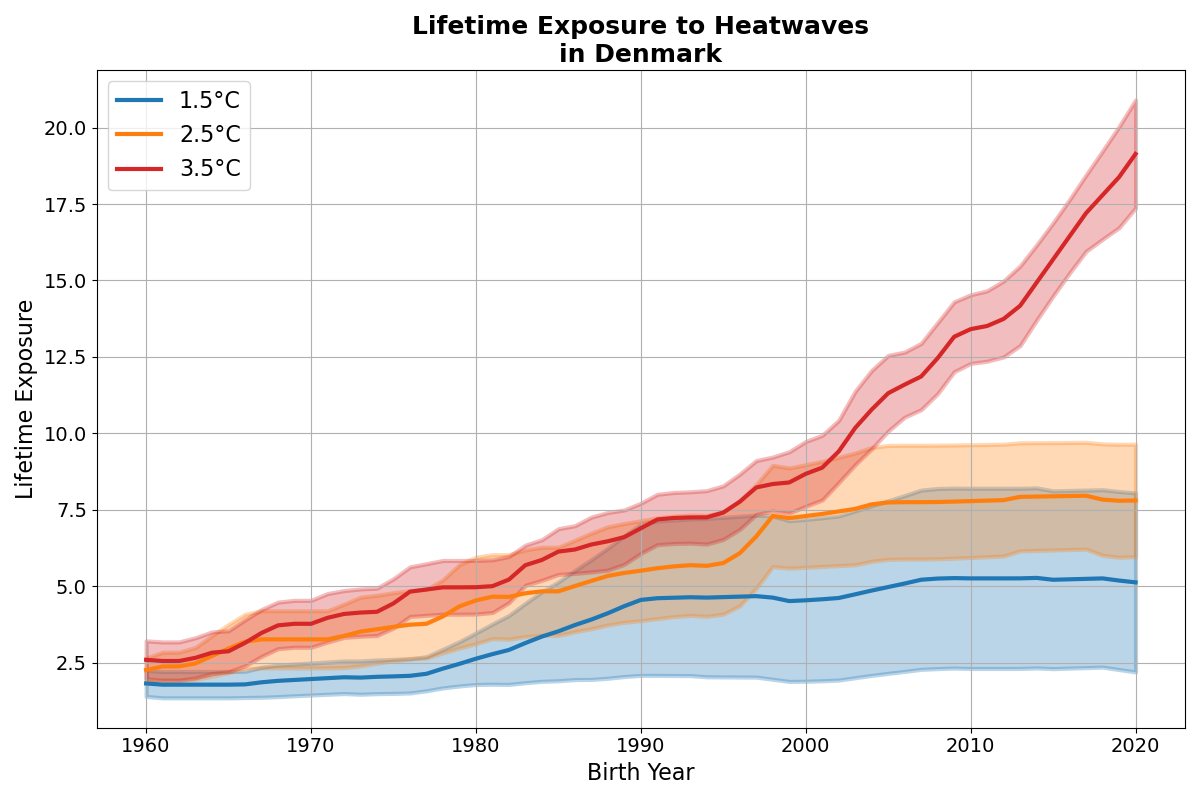 Lifetime Exposure to Heatwaves
in Denmark
1.5°C
2.5°C
3.5°C
Lifetime Exposure
20.0
17.5
15.0
12.5
10.0
7.5
5.0
2.5
1960
1970
1980
1990
2000
2010
2020
Birth Year